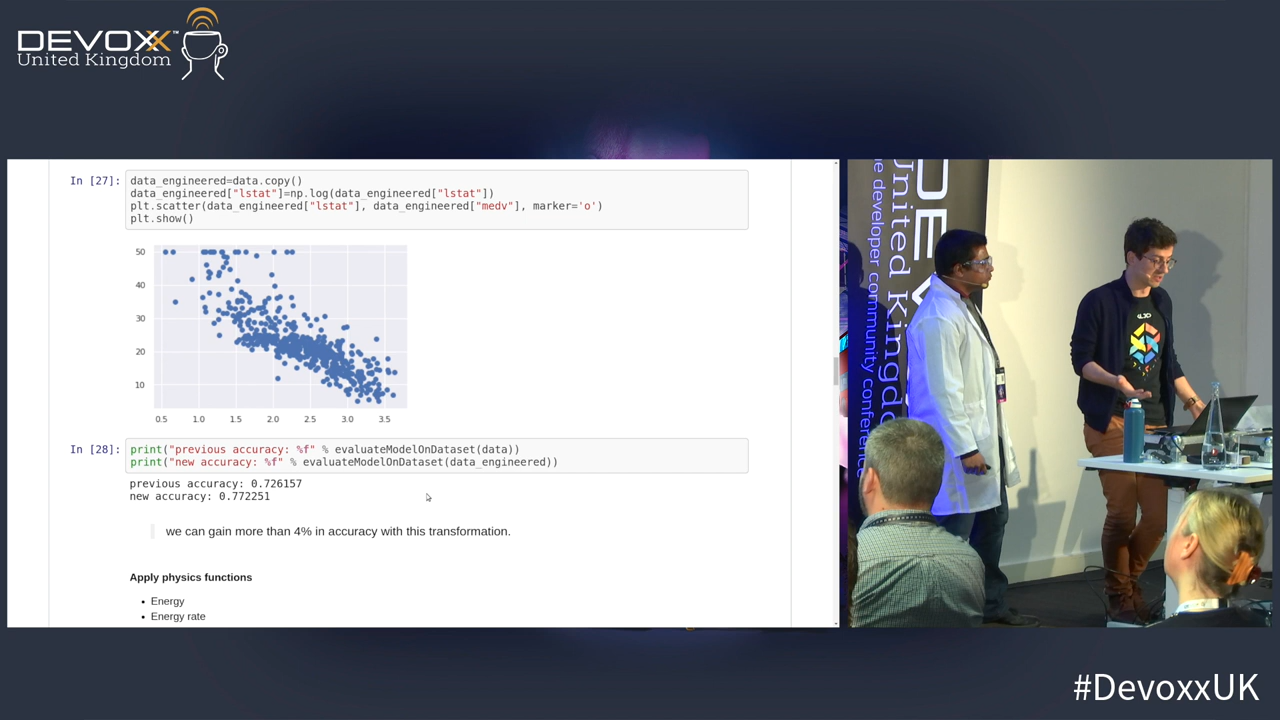 DEVOXX™
United Kingdom
In [27]:
data_engineered=data.copy()
data_engineered["lstat"]=np.log(data_engineered["lstat"])
plt.scatter(data_engineered["lstat"], data_engineered["medv"], marker='o')
plt.show()
50
40
30
20
10
0.5 1.0 1.5 2.0 2.5 3.0 3.5
In [28]:
print("previous accuracy: %f" % evaluateModelOnDataset(data))
print("new accuracy: %f" % evaluateModelOnDataset(data_engineered))
previous accuracy: 0.726157
new accuracy: 0.772251
we can gain more than 4% in accuracy with this transformation.
Apply physics functions
• Energy
• Energy rate
DEV
United Kingd
e developer community conference
#DevoxxUK